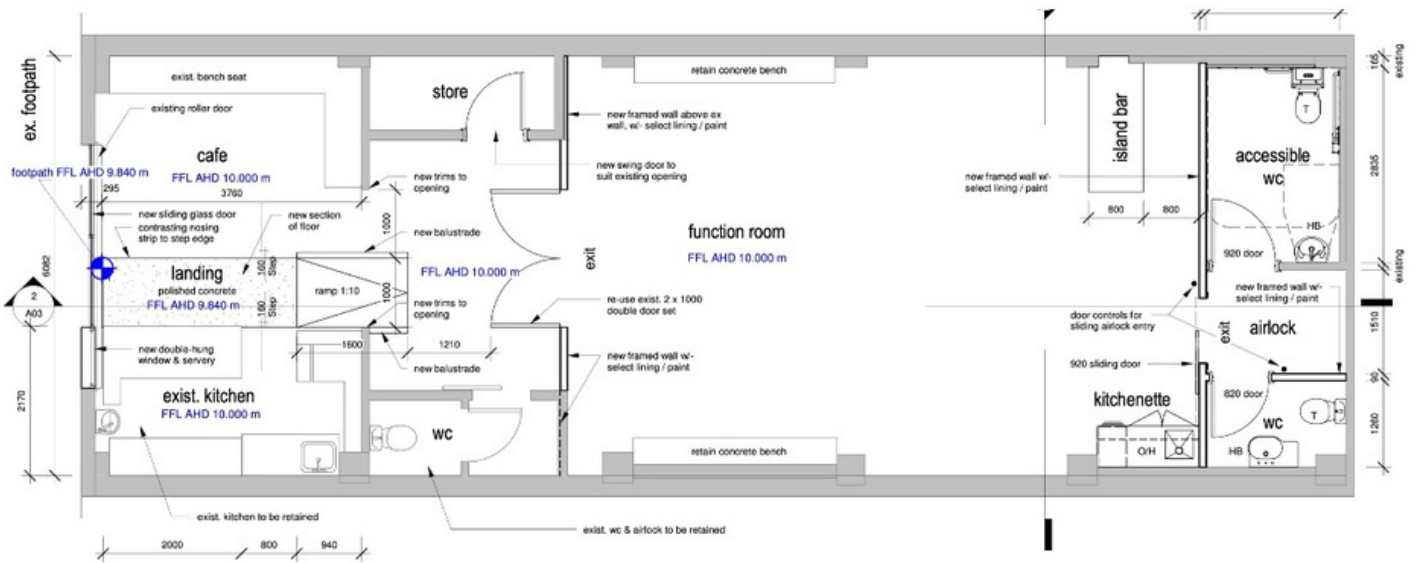 ex. footpath
exist. bench seat
existing roller door
cafe
FFL AHD 10.000 m
footpath FFL AHD 9.840 m
295
3760
new sliding glass door
contrasting nosing
strip to step edge
new section
of floor
landing
polished concrete
FFL AHD 9.840 m
160
Step
160
Step
ramp 1:10
6082
2
A03
new double-hung
window & servery
2170
exist. kitchen
FFL AHD 10.000 m
exist. kitchen to be retained
2000
800
940
store
new trims to
opening
1000
new balustrade
FFL AHD 10.000 m
1000
new trims to
opening
1600
1210
new balustrade
wc
exist. wc & airlock to be retained
retain concrete bench
new framed wall above ex
wall, w/- select lining / paint
new swing door to
suit existing opening
exit
function room
FFL AHD 10.000 m
re-use exist. 2 x 1000
double door set
new framed wall w/-
select lining / paint
retain concrete bench
island bar
new framed wall w/-
select lining / paint
800
800
door controls for
sliding airlock entry
920 sliding door
kitchenette
O/H
T
accessible
wc
HB
920 door
new framed wall w/-
select lining / paint
exit
airlock
820 door
wc
T
HB
165
existing
2835
existing
1510
90
1260